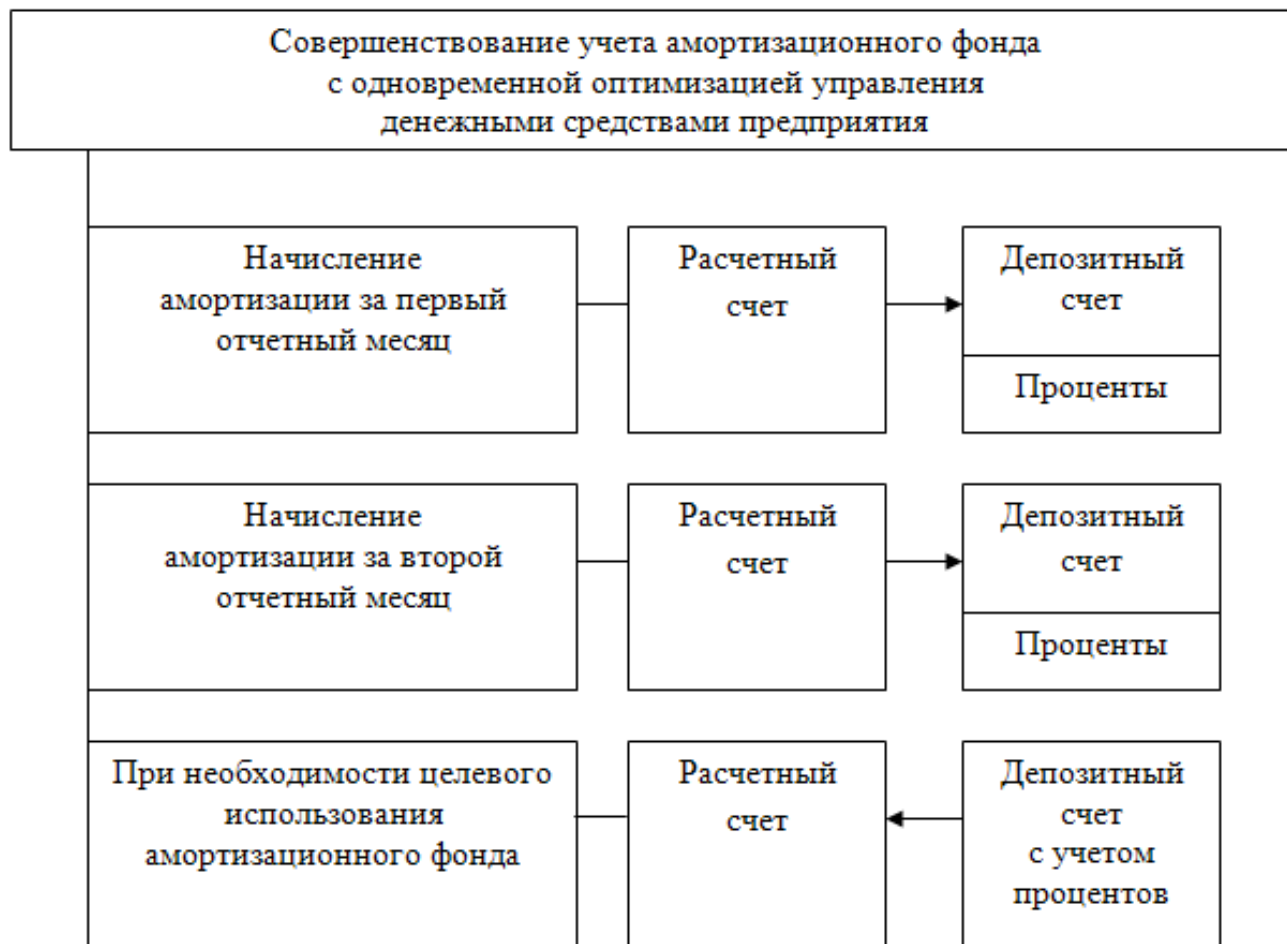 Совершенствование учета амортизационного фонда
с одновременной оптимизацией управления
денежными средствами предприятия
Начисление
амортизации за первый
отчетный месяц
Расчетный
счет
Депозитный
счет
Проценты
Начисление
амортизации за второй
отчетный месяц
Расчетный
счет
Депозитный
счет
Проценты
При необходимости целевого
использования
амортизационного фонда
Расчетный
счет
Депозитный
счет
с учетом
процентов